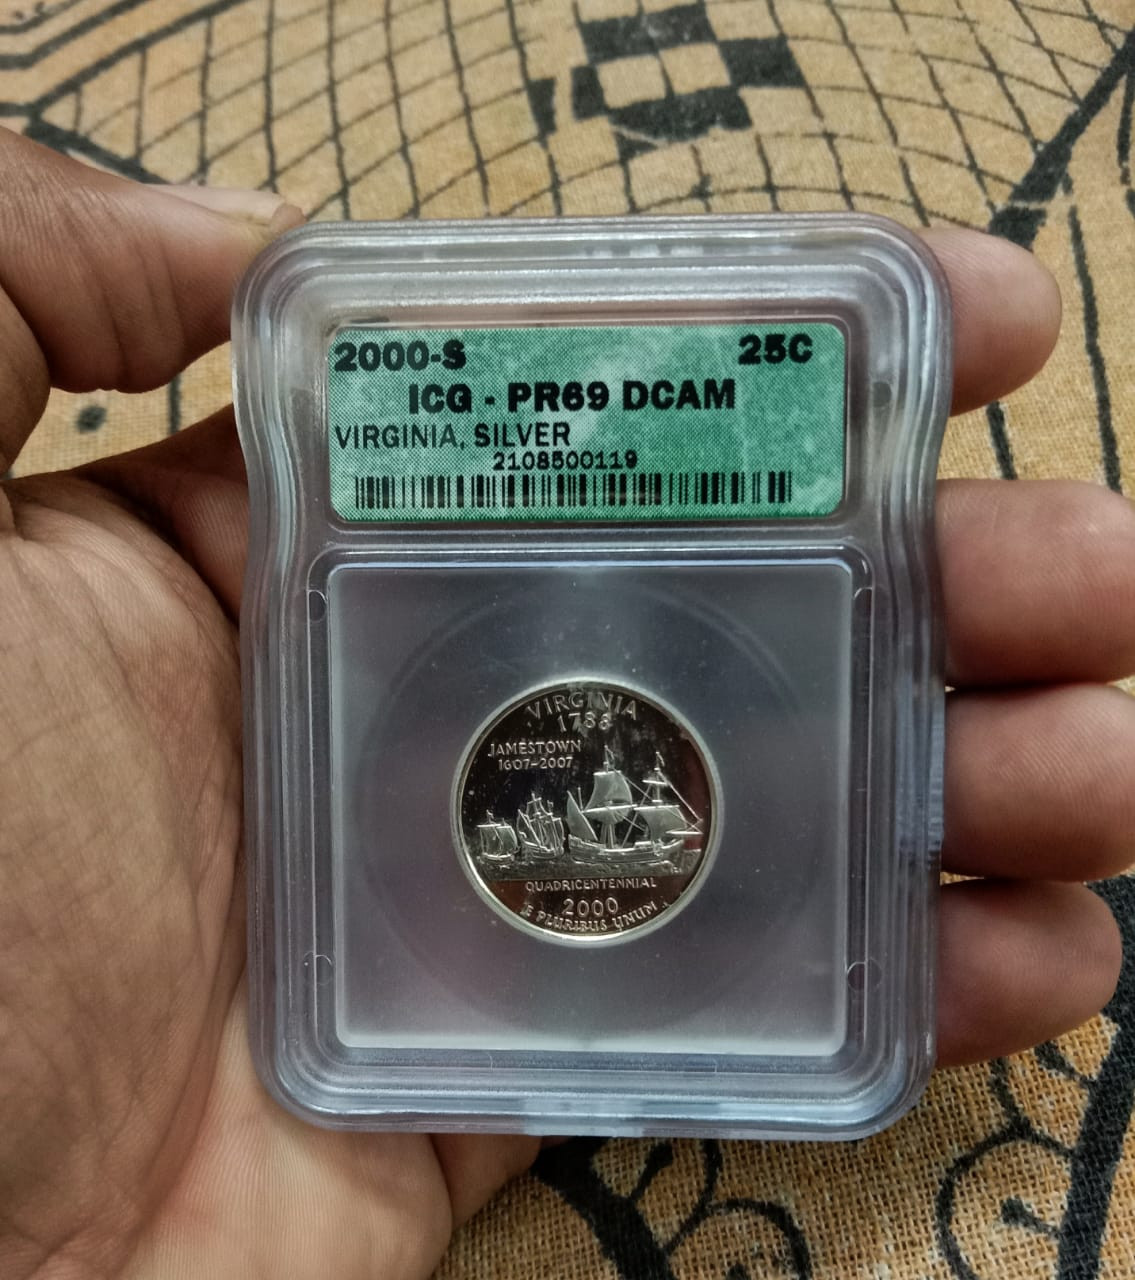 2000-S 25C
ICG - PR69 DCAM
VIRGINIA, SILVER
2108500119
VIRGINIA
1788
JAMESTOWN
1607-2007
QUADRICENTENNIAL
2000
E PLURIBUS UNUM